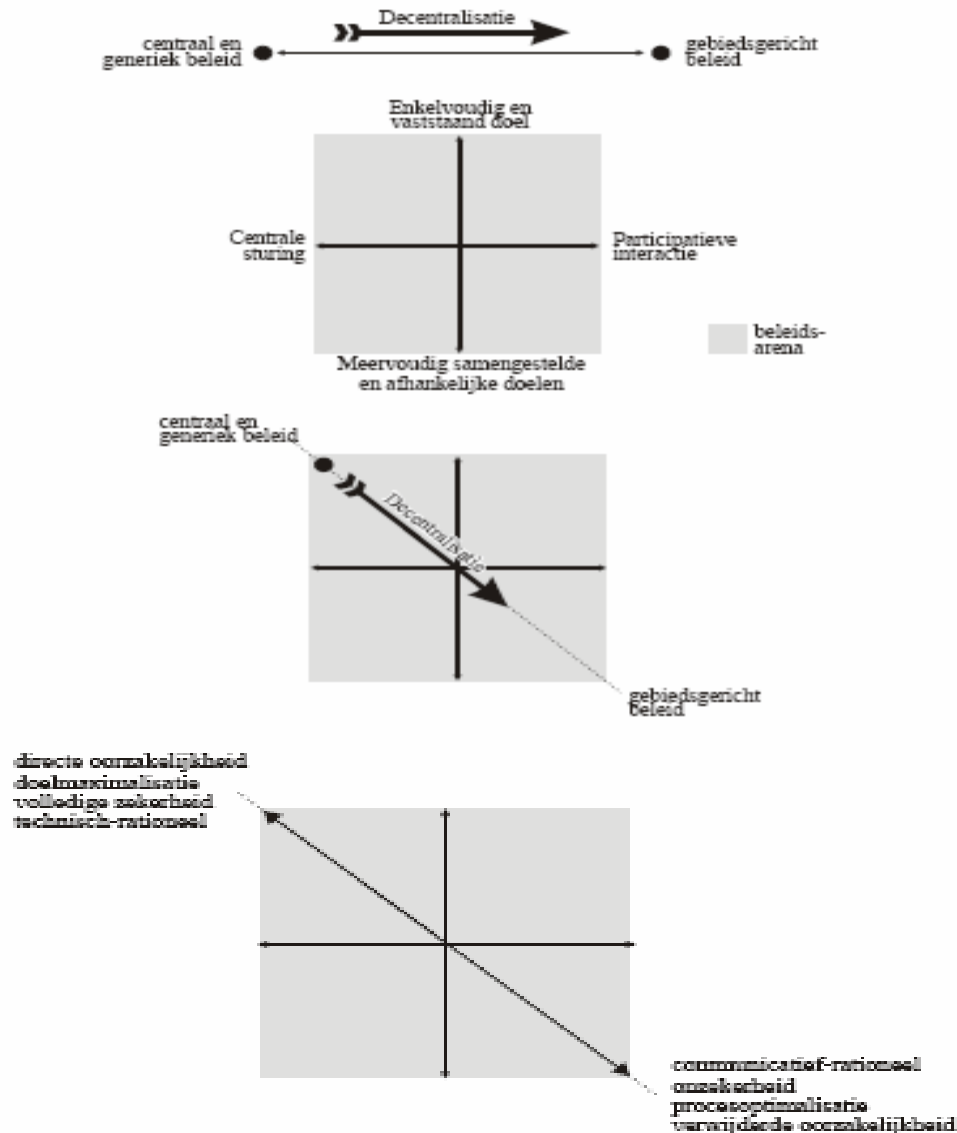 Decentralisatie
centraal en
generiek beleid
gebiedsgericht
beleid
Enkelvoudig en
vaststaand doel
Centrale
sturing
Participatieve
interactie
beleids-
arena
Meervoudig samengestelde
en afhankelijke doelen
centraal en
generiek beleid
Decentralisatie
gebiedsgericht
beleid
directe oorzakelijkheid
doelmaximalisatie
volledige zekerheid
technisch-rationeel
communicatief-rationeel
onzekerheid
procesoptimalisatie
verwijderde oorzakelijkheid